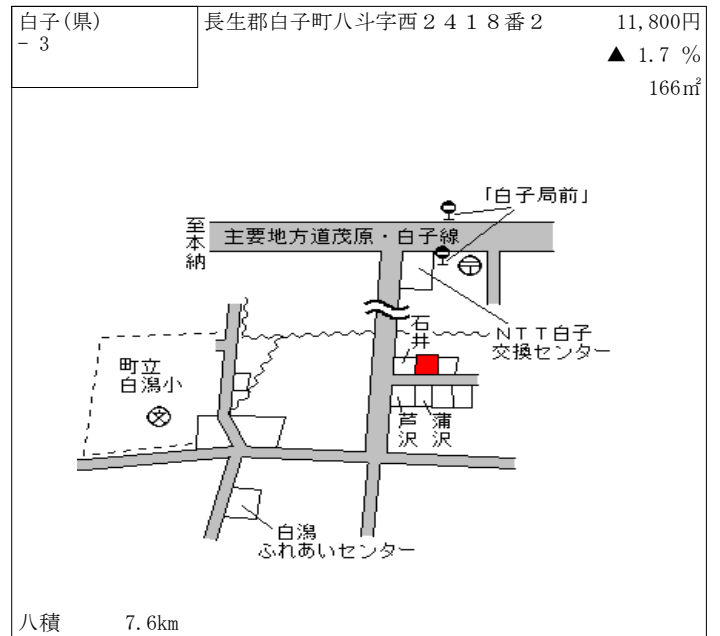 白子(県)
- 3
長生郡白子町八斗字西２４１８番２
11,800円
▲ 1.7 %
166㎡
「白子局前」
至本納
主要地方道茂原・白子線
石井
ＮＴＴ白子
交換センター
町立
白潟小
芦沢
蒲沢
白潟
ふれあいセンター
八積 7.6km